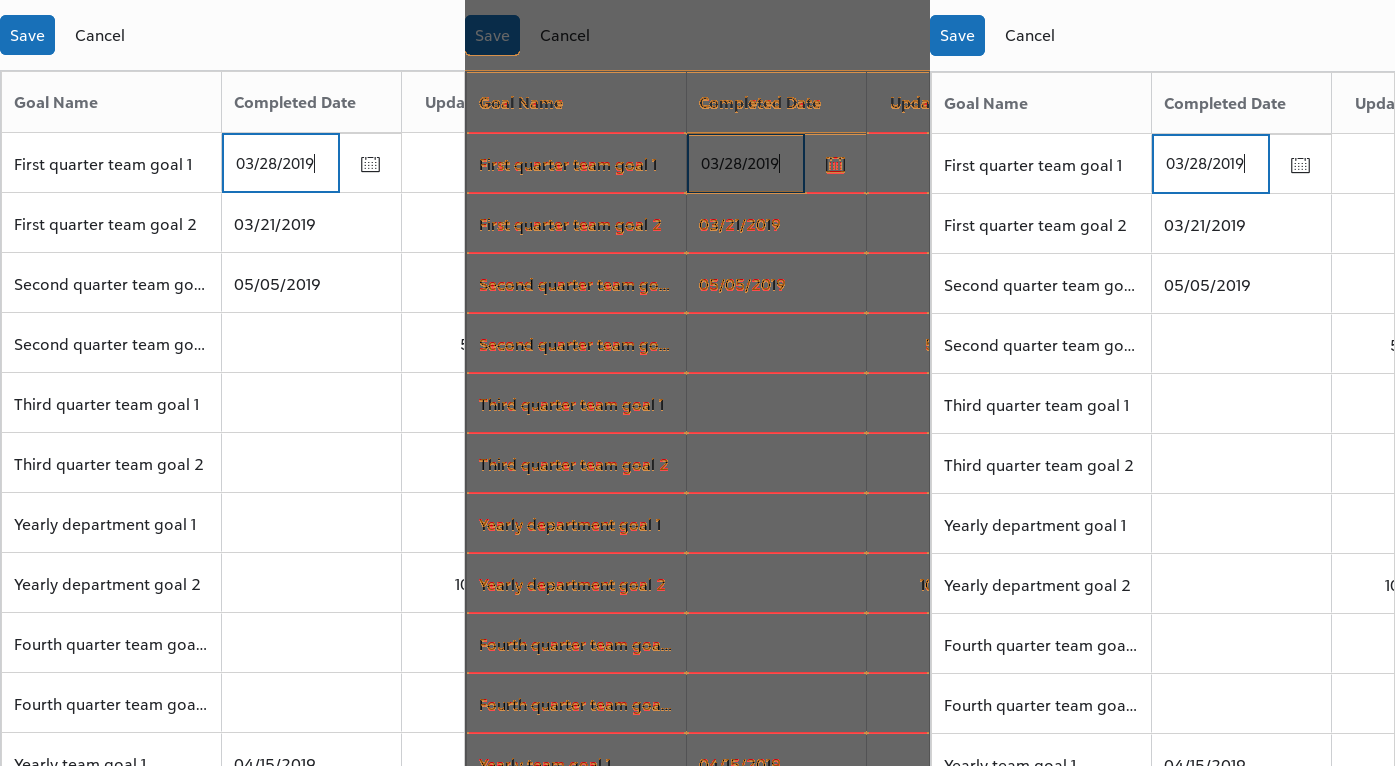 Save Cancel Save Cancel Save Cancel
Goal Name Completed Date Upda Goal Name Completed Date Upda Goal Name Completed Date Upda
First quarter team goal 1 03/28/2019 First quarter team goal 1 03/28/2019 First quarter team goal 1 03/28/2019
First quarter team goal 2 03/21/2019 First quarter team goal 2 03/21/2019 First quarter team goal 2 03/21/2019
Second quarter team go... 05/05/2019 Second quarter team go... 05/05/2019 Second quarter team go... 05/05/2019
Second quarter team go... Second quarter team go... Second quarter team go...
Third quarter team goal 1 Third quarter team goal 1 Third quarter team goal 1
Third quarter team goal 2 Third quarter team goal 2 Third quarter team goal 2
Yearly department goal 1 Yearly department goal 1 Yearly department goal 1
Yearly department goal 2 10 Yearly department goal 2 10 Yearly department goal 2 10
Fourth quarter team goa... Fourth quarter team goa... Fourth quarter team goa...
Fourth quarter team goa... Fourth quarter team goa... Fourth quarter team goa...
Yearly team goal 1 04/15/2019 Yearly team goal 1 04/15/2019 Yearly team goal 1 04/15/2019